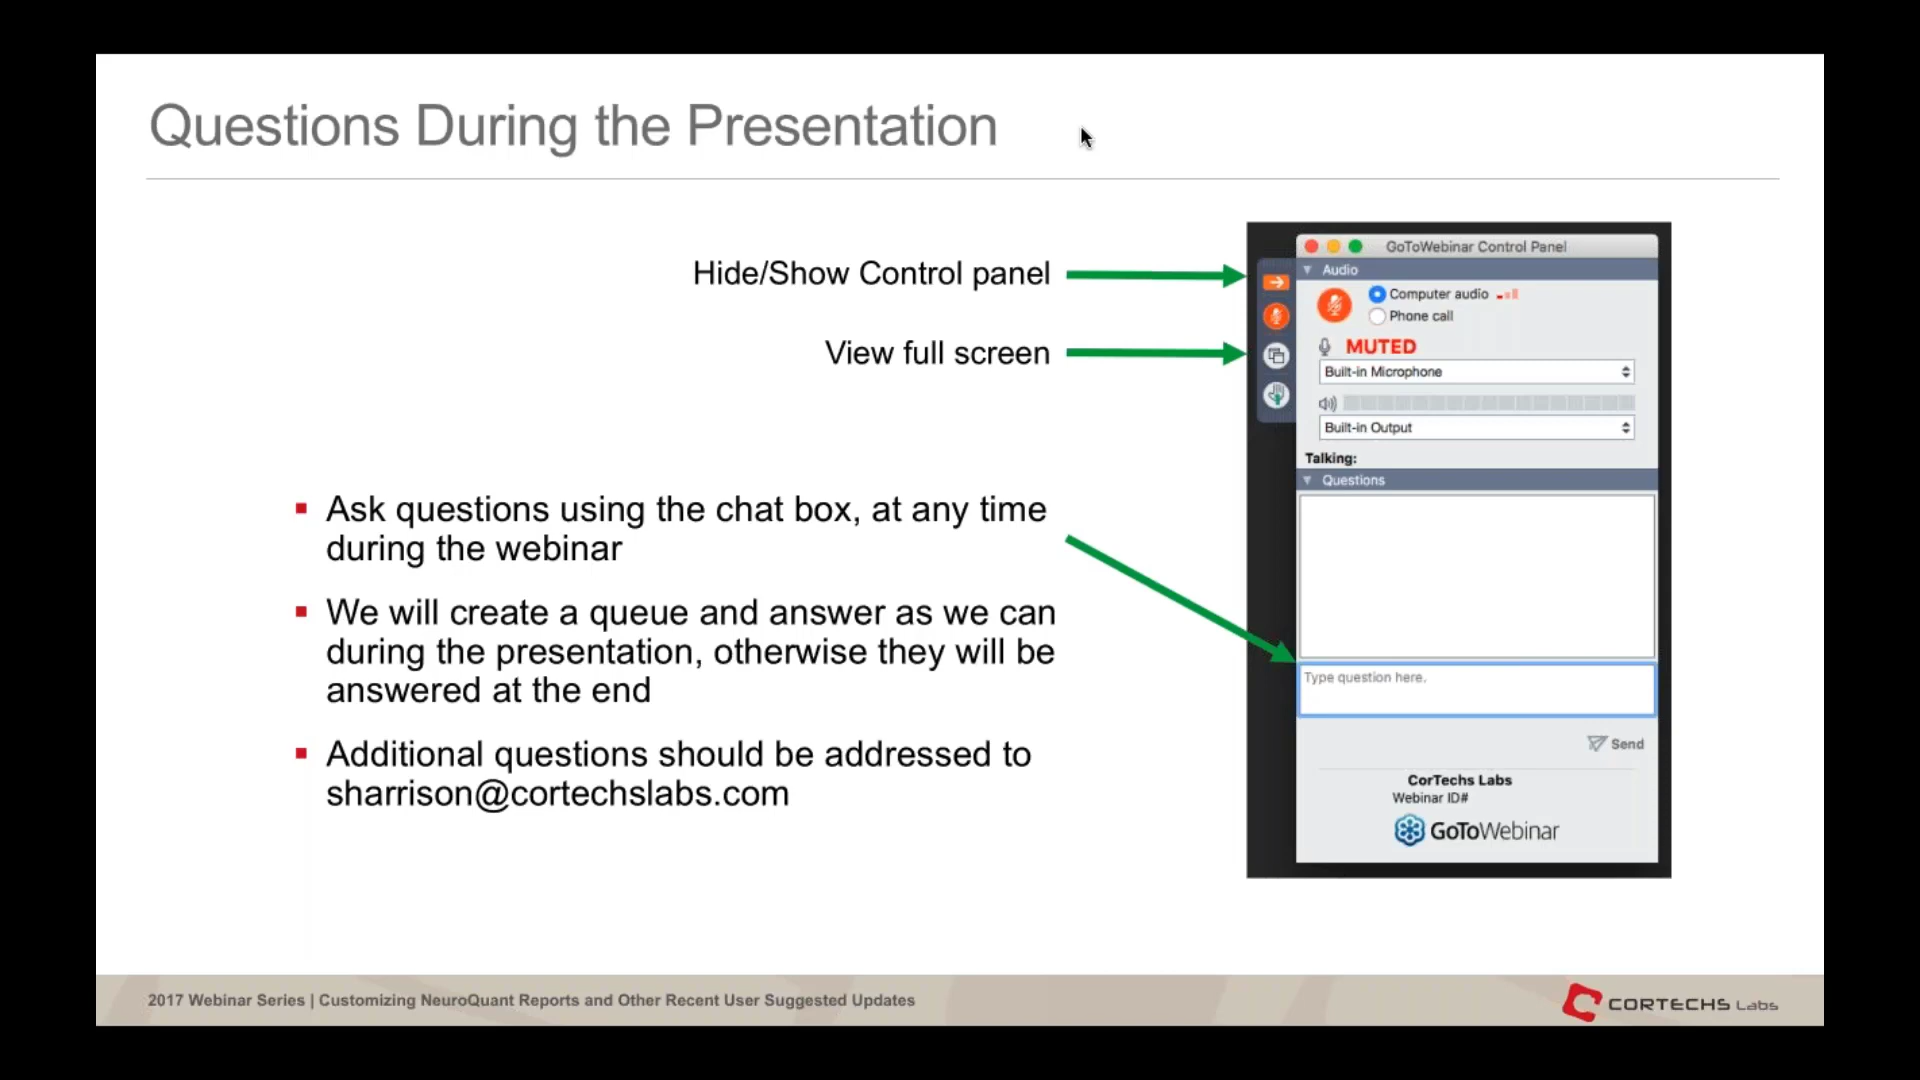 Questions During the Presentation
Hide/Show Control panel
View full screen
Ask questions using the chat box, at any time
during the webinar
We will create a queue and answer as we can
during the presentation, otherwise they will be
answered at the end
Additional questions should be addressed to
sharrison@cortechslabs.com
GoToWebinar Control Panel
Audio
Computer audio
Phone call
MUTED
Built-in Microphone
Built-in Output
Talking:
Questions
Type question here.
Send
CorTechs Labs
Webinar ID#
GoToWebinar
2017 Webinar Series | Customizing NeuroQuant Reports and Other Recent User Suggested Updates
CORTECHS Labs